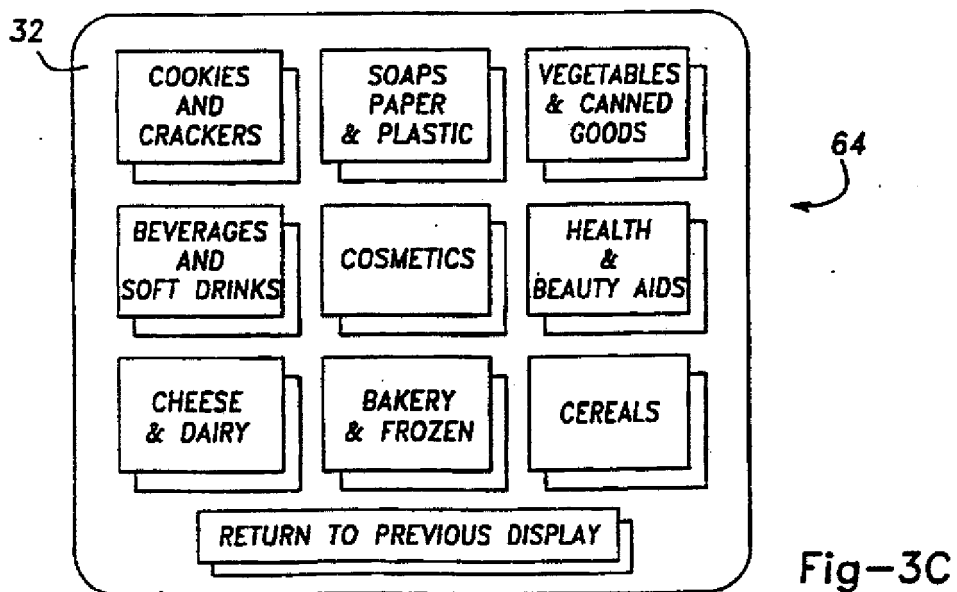 32
COOKIES
AND
CRACKERS
SOAPS
PAPER
& PLASTIC
VEGETABLES
& CANNED
GOODS
64
BEVERAGES
AND
SOFT DRINKS
COSMETICS
HEALTH
&
BEAUTY AIDS
CHEESE
& DAIRY
BAKERY
& FROZEN
CEREALS
RETURN TO PREVIOUS DISPLAY
Fig-3C